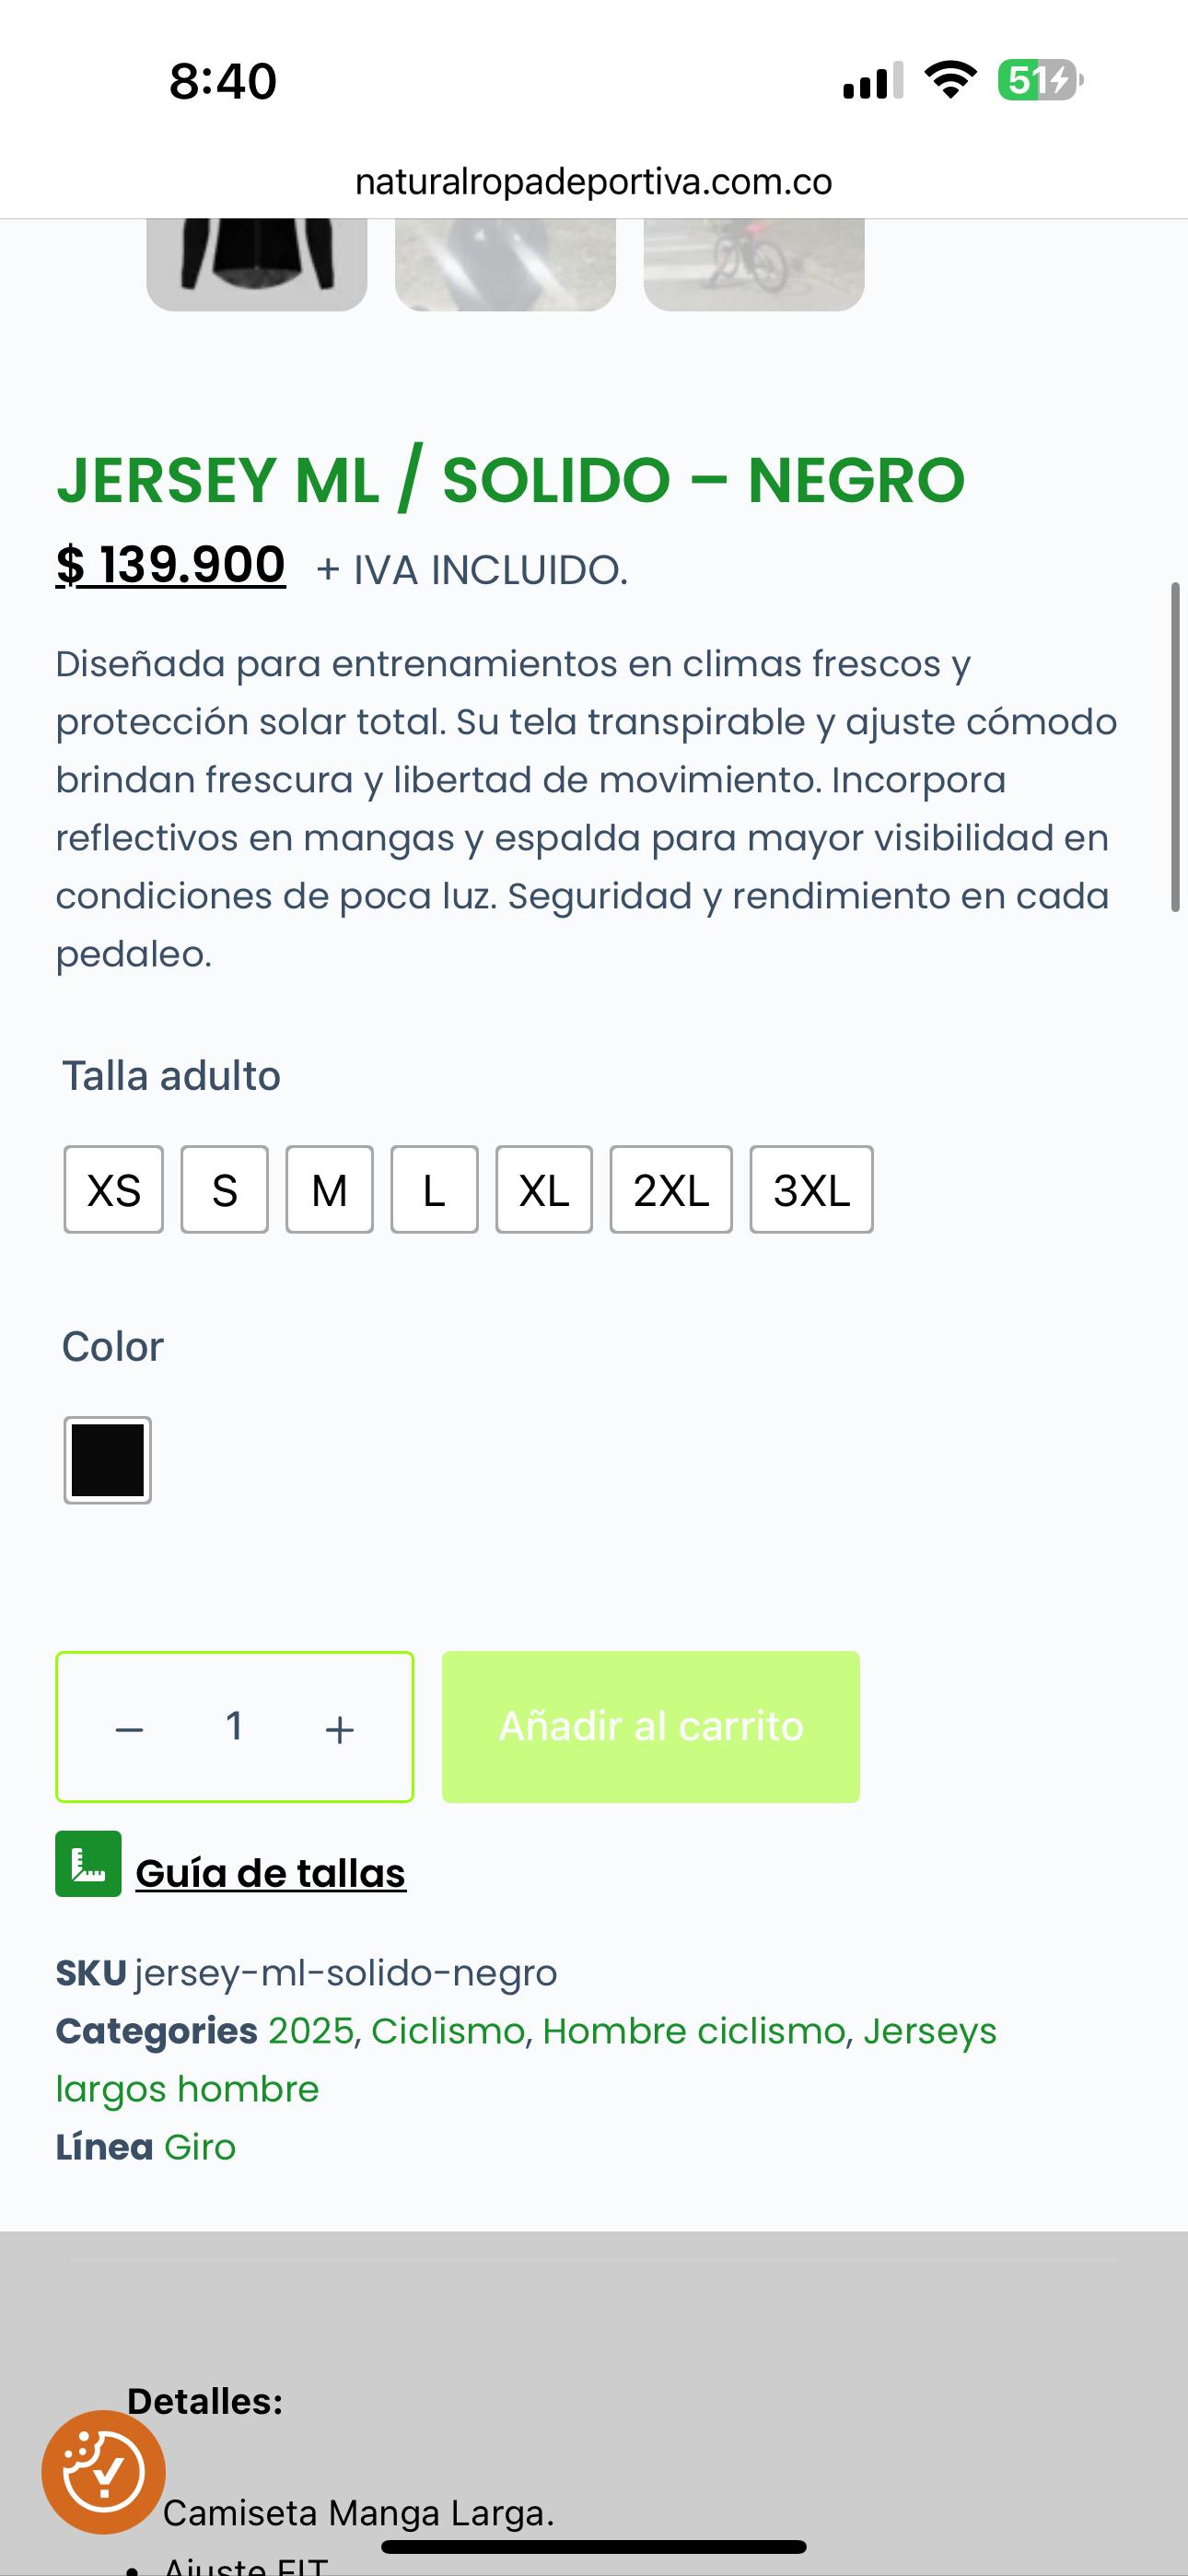 8:40
51
naturalropadeportiva.com.co
JERSEY ML / SOLIDO – NEGRO
$ 139.900 + IVA INCLUIDO.
Diseñada para entrenamientos en climas frescos y
protección solar total. Su tela transpirable y ajuste cómodo
brindan frescura y libertad de movimiento. Incorpora
reflectivos en mangas y espalda para mayor visibilidad en
condiciones de poca luz. Seguridad y rendimiento en cada
pedaleo.
Talla adulto
XS S M L XL 2XL 3XL
Color
− 1 + Añadir al carrito
Guía de tallas
SKU jersey-ml-solido-negro
Categories 2025, Ciclismo, Hombre ciclismo, Jerseys
largos hombre
Línea Giro
Detalles:
Camiseta Manga Larga.
• Ajuste FIT